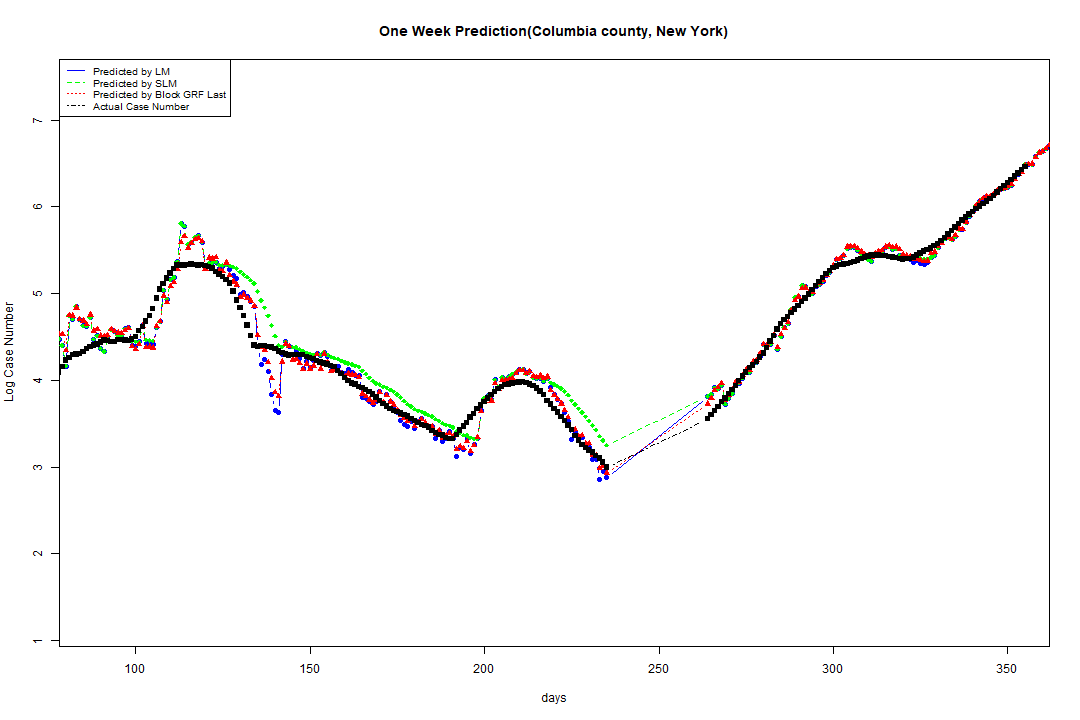 One Week Prediction(Columbia county, New York)
Predicted by LM
Predicted by SLM
Predicted by Block GRF Last
Actual Case Number
Log Case Number
7
6
5
4
3
2
1
100 150 200 250 300 350
days